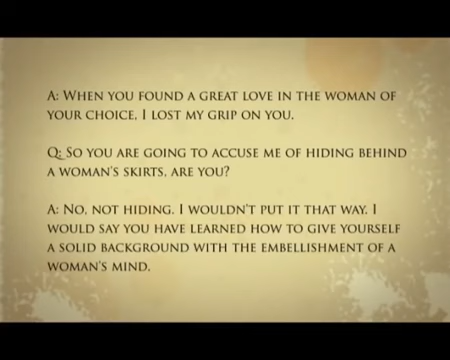 A: When you found a great love in the woman of
your choice, I lost my grip on you.
Q: So you are going to accuse me of hiding behind
a woman's skirts, are you?
A: No, not hiding. I wouldn't put it that way. I
would say you have learned how to give yourself
a solid background with the embellishment of a
woman's mind.